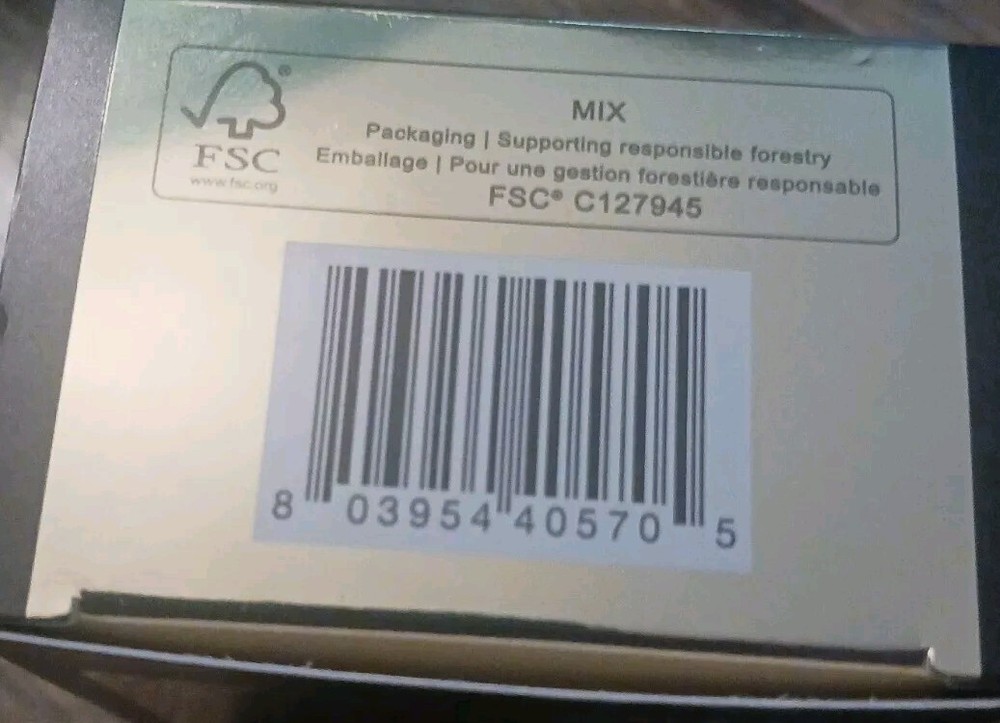 ®
FSC
www.fsc.org
MIX
Packaging | Supporting responsible forestry
Emballage | Pour une gestion forestière responsable
FSC® C127945
8 03954 40570 5